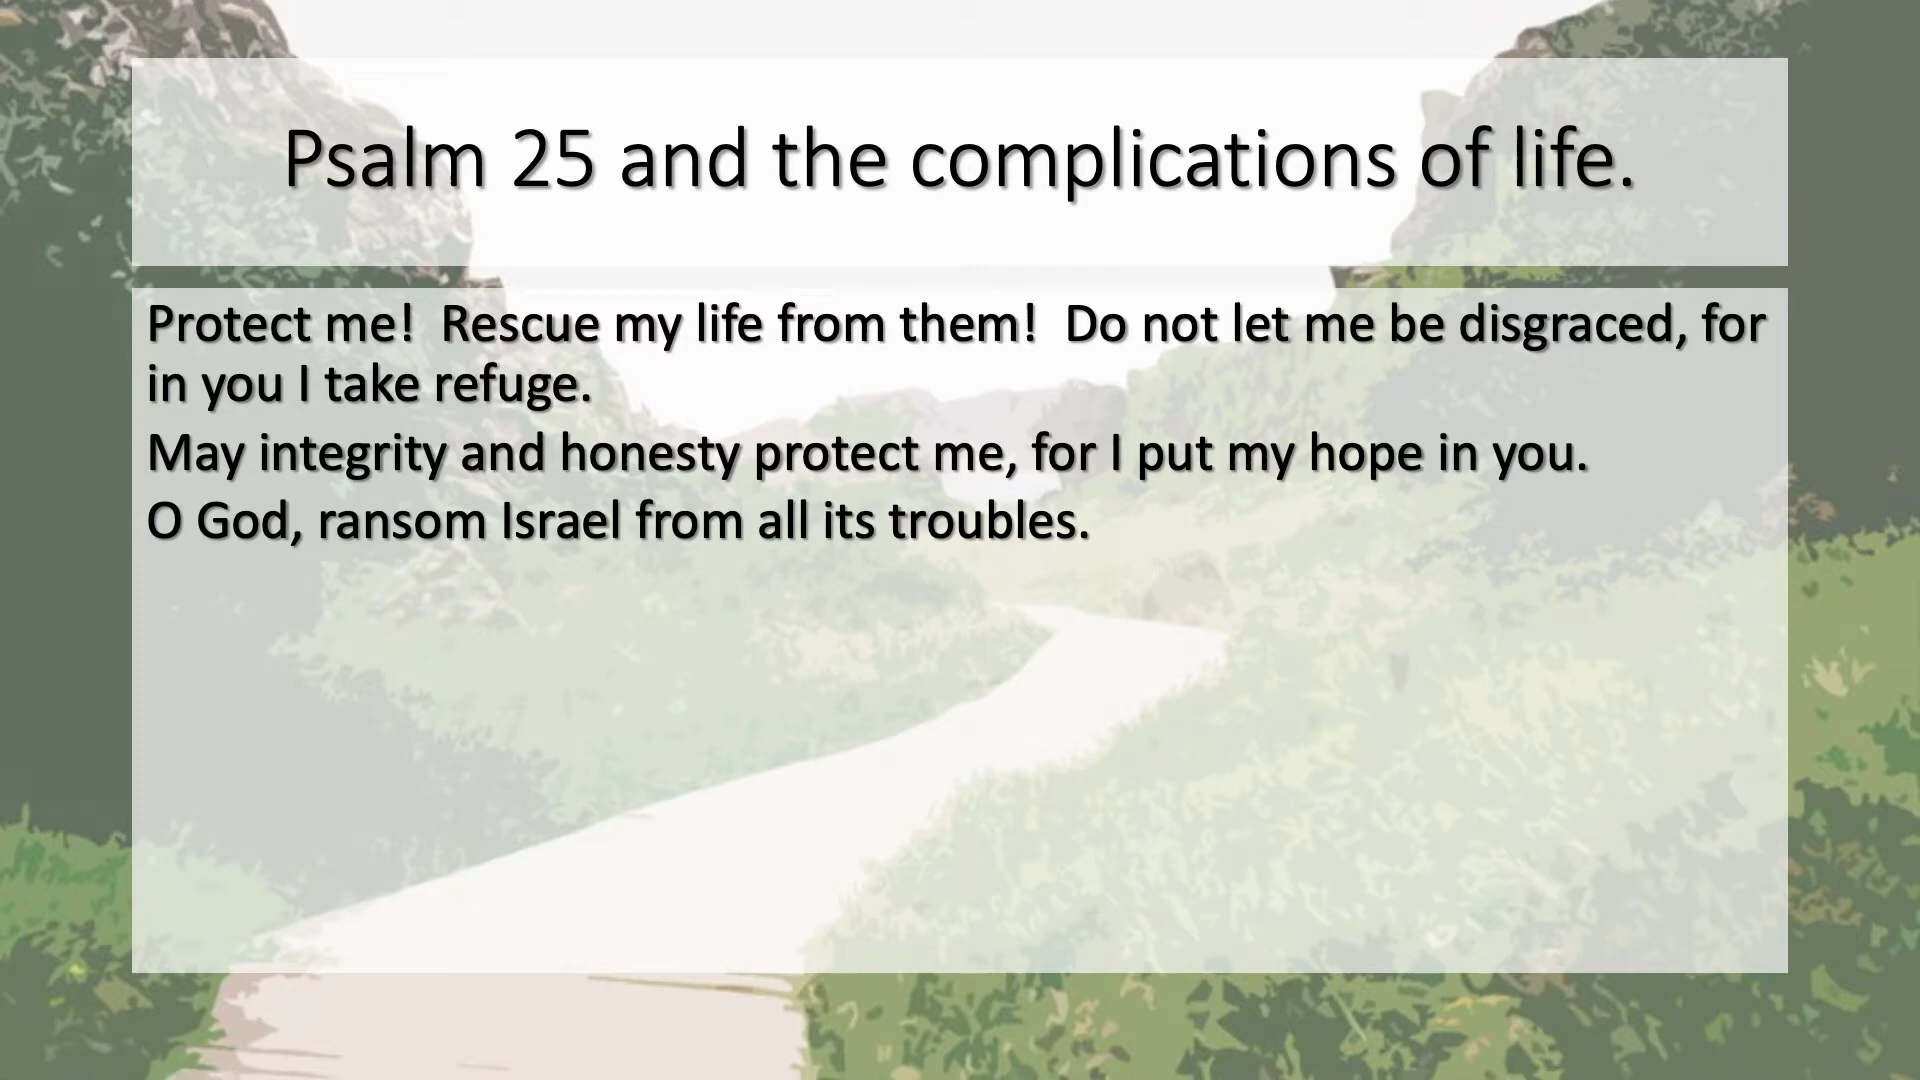 Psalm 25 and the complications of life.
Protect me!  Rescue my life from them!  Do not let me be disgraced, for
in you I take refuge.
May integrity and honesty protect me, for I put my hope in you.
O God, ransom Israel from all its troubles.